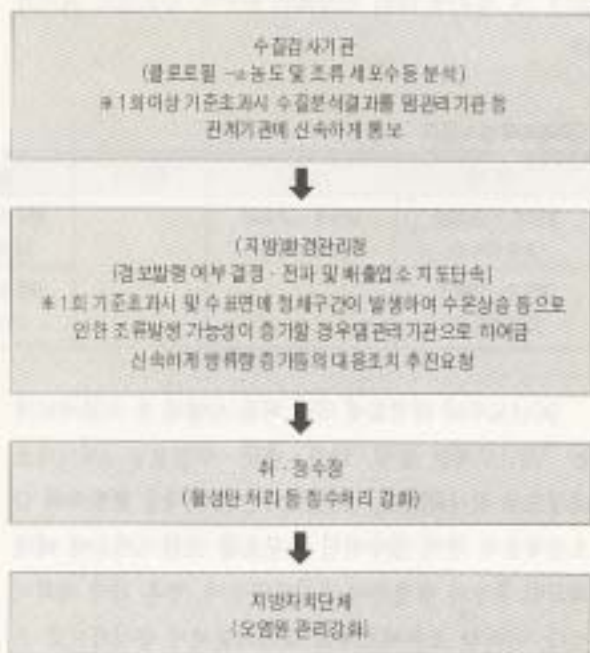 수질검사기관
(클로로필 -α농도 및 조류 세포수등 분석)
※ 1회이상 기준초과시 수질분석결과를 댐관리기관 등
관계기관에 신속하게 통보
(지방)환경관리청
(경보발령 여부 결정 · 전파 및 배출업소 지도단속)
※ 1회 기준초과시 및 수표면에 정체구간이 발생하여 수온상승 등으로
인한 조류발생 가능성이 증가할 경우댐관리기관으로 하여금
신속하게 방류량 증가등의 대응조치 추진요청
취 · 정수장
(활성탄 처리 등 정수처리 강화)
지방자치단체
(오염원 관리강화)